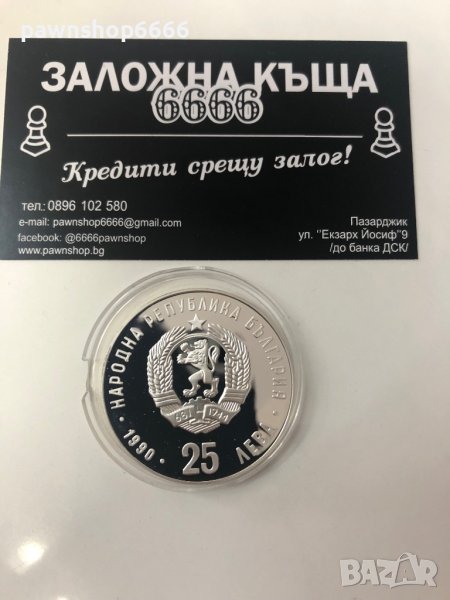 pawnshop6666
ЗАЛОЖНА КЪЩА
6666
Кредити срещу залог!
тел.: 0896 102 580
e-mail: pawnshop6666@gmail.com
facebook: @6666pawnshop
www.pawnshop.bg
Пазарджик
ул. "Екзарх Йосиф"9
/до банка ДСК/
• НАРОДНА РЕПУБЛИКА БЪЛГАРИЯ •
681 1944
1990 • 25 ЛЕВА
BAZAR